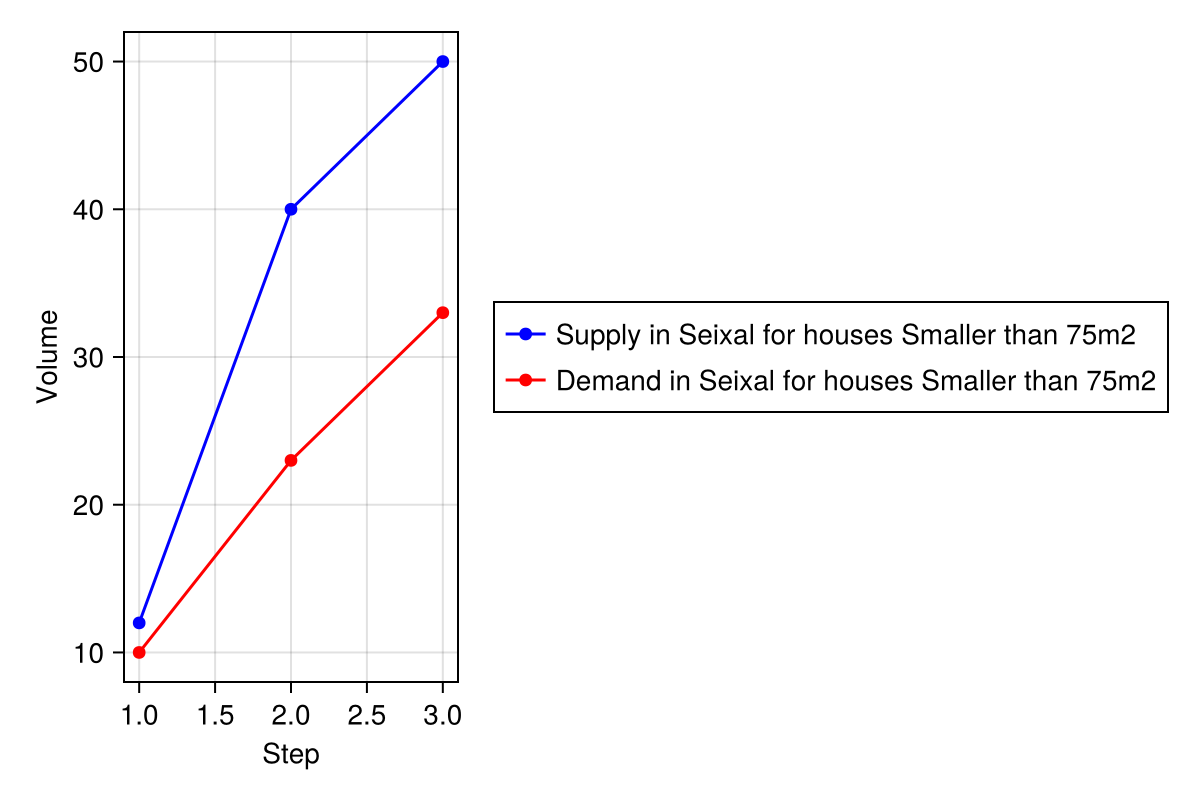 50
40
30
20
10
Volume
1.0 1.5 2.0 2.5 3.0
Step
Supply in Seixal for houses Smaller than 75m2
Demand in Seixal for houses Smaller than 75m2